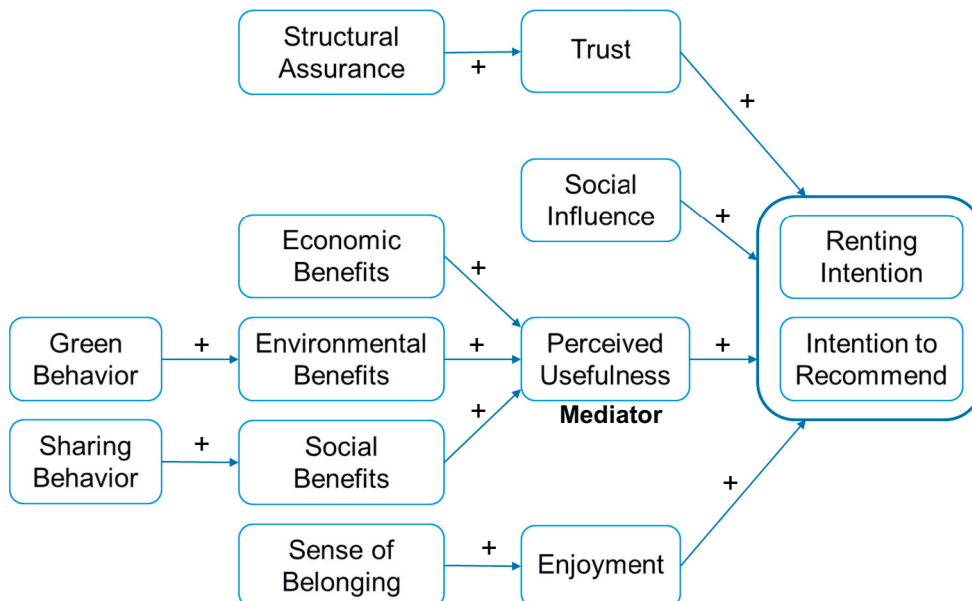 Structural
Assurance
+
Trust
+
Social
Influence
+
Economic
Benefits
+
Renting
Intention
Green
Behavior
+
Environmental
Benefits
+
Perceived
Usefulness
Mediator
+
Intention to
Recommend
Sharing
Behavior
+
Social
Benefits
+
Sense of
Belonging
+
Enjoyment
+